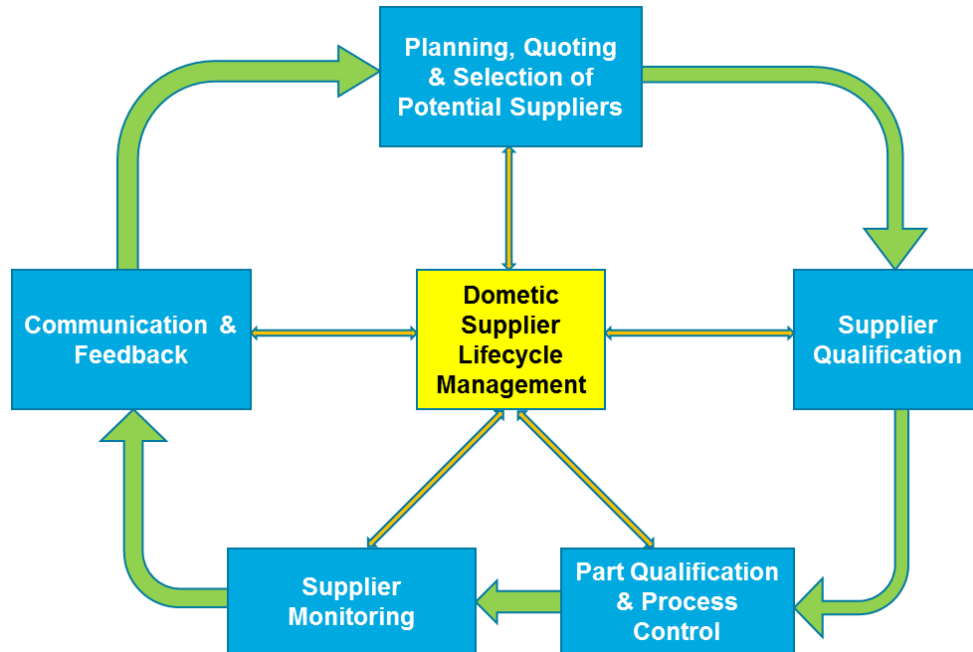 Planning, Quoting
& Selection of
Potential Suppliers
Communication &
Feedback
Dometic
Supplier
Lifecycle
Management
Supplier
Qualification
Supplier
Monitoring
Part Qualification
& Process
Control